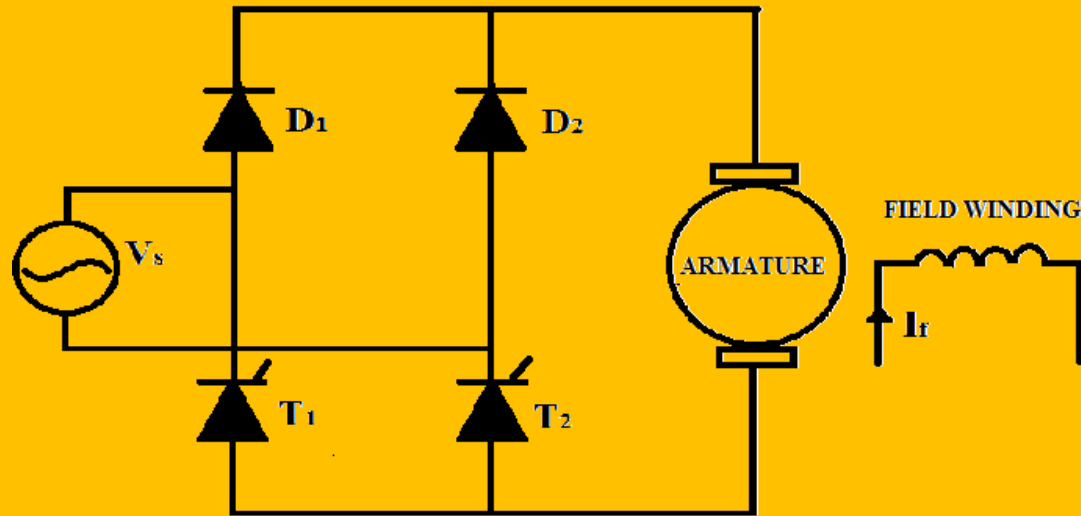 D₁
D₂
Vs
FIELD WINDING
ARMATURE
If
T₁
T₂